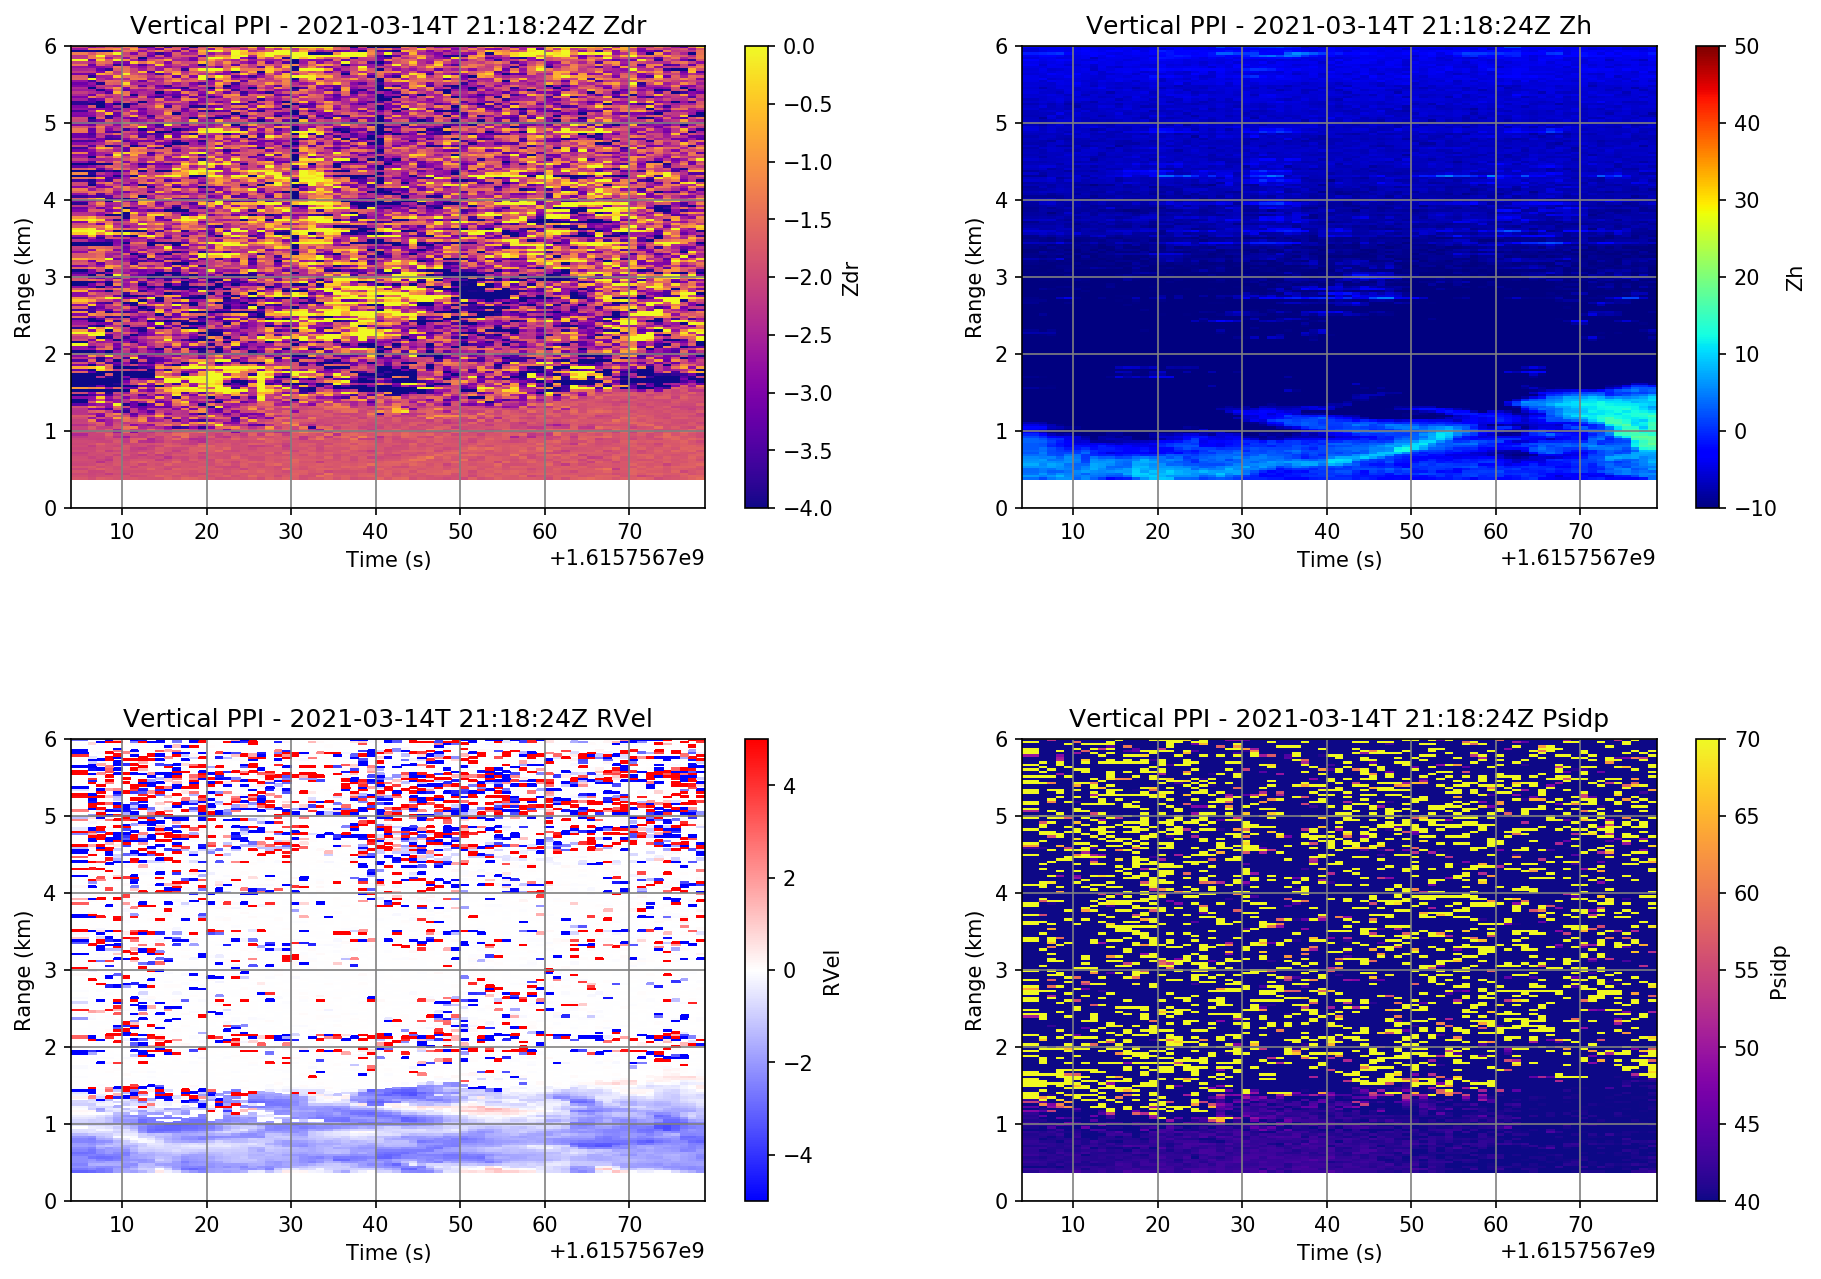 Vertical PPI - 2021-03-14T 21:18:24Z Zdr
6
5
4
3
2
1
0
Range (km)
10 20 30 40 50 60 70
Time (s)
+1.6157567e9
0.0
−0.5
−1.0
−1.5
−2.0
−2.5
−3.0
−3.5
−4.0
Zdr
Vertical PPI - 2021-03-14T 21:18:24Z Zh
6
5
4
3
2
1
0
Range (km)
10 20 30 40 50 60 70
Time (s)
+1.6157567e9
50
40
30
20
10
0
−10
Zh
Vertical PPI - 2021-03-14T 21:18:24Z RVel
6
5
4
3
2
1
0
Range (km)
10 20 30 40 50 60 70
Time (s)
+1.6157567e9
4
2
0
−2
−4
RVel
Vertical PPI - 2021-03-14T 21:18:24Z Psidp
6
5
4
3
2
1
0
Range (km)
10 20 30 40 50 60 70
Time (s)
+1.6157567e9
70
65
60
55
50
45
40
Psidp